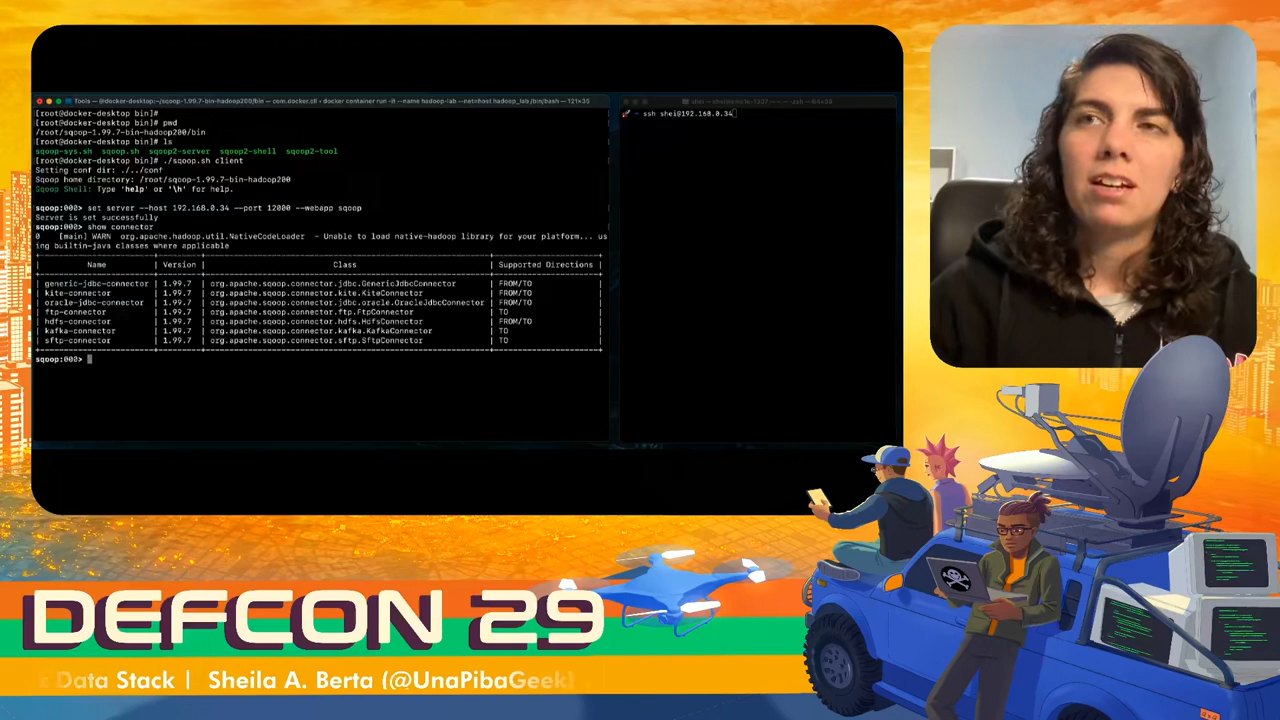 Tools — @docker-desktop:~/sqoop-1.99.7-bin-hadoop200/bin — com.docker.cli • docker container run -it --name hadoop-lab --net=host hadoop_lab /bin/bash — 121×35
[root@docker-desktop bin]#
[root@docker-desktop bin]# pwd
/root/sqoop-1.99.7-bin-hadoop200/bin
[root@docker-desktop bin]# ls
sqoop-sys.sh sqoop.sh sqoop2-server sqoop2-shell sqoop2-tool
[root@docker-desktop bin]# ./sqoop.sh client
Setting conf dir: ./../conf
Sqoop home directory: /root/sqoop-1.99.7-bin-hadoop200
Sqoop Shell: Type 'help' or '\h' for help.
sqoop:000> set server --host 192.168.0.34 --port 12000 --webapp sqoop
Server is set successfully
sqoop:000> show connector
0 [main] WARN org.apache.hadoop.util.NativeCodeLoader - Unable to load native-hadoop library for your platform... us
ing builtin-java classes where applicable
| Name | Version | Class | Supported Directions |
| generic-jdbc-connector | 1.99.7 | org.apache.sqoop.connector.jdbc.GenericJdbcConnector | FROM/TO |
| kite-connector | 1.99.7 | org.apache.sqoop.connector.kite.KiteConnector | FROM/TO |
| oracle-jdbc-connector | 1.99.7 | org.apache.sqoop.connector.jdbc.oracle.OracleJdbcConnector | FROM/TO |
| ftp-connector | 1.99.7 | org.apache.sqoop.connector.ftp.FtpConnector | TO |
| hdfs-connector | 1.99.7 | org.apache.sqoop.connector.hdfs.HdfsConnector | FROM/TO |
| kafka-connector | 1.99.7 | org.apache.sqoop.connector.kafka.KafkaConnector | TO |
| sftp-connector | 1.99.7 | org.apache.sqoop.connector.sftp.SftpConnector | TO |
sqoop:000>
~ ssh shei@192.168.0.34
DEFCON 29
Data Stack | Sheila A. Berta (@UnaPibaGeek)